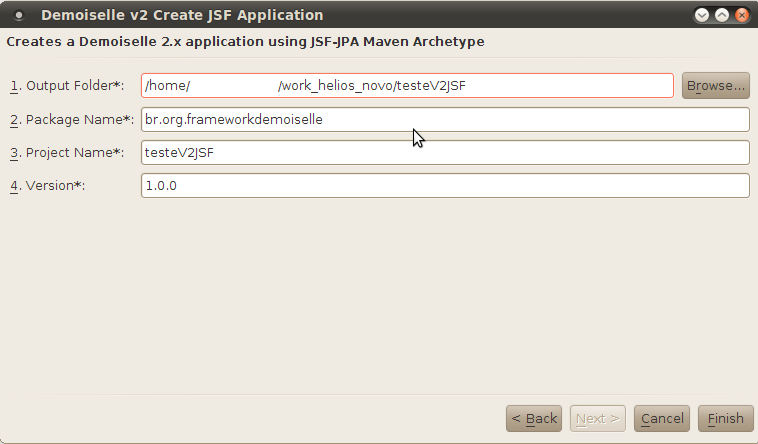 Demoiselle v2 Create JSF Application
Creates a Demoiselle 2.x application using JSF-JPA Maven Archetype
1. Output Folder*: /home/ /work_helios_novo/testeV2JSF Browse...
2. Package Name*: br.org.frameworkdemoiselle
3. Project Name*: testeV2JSF
4. Version*: 1.0.0
< Back Next > Cancel Finish